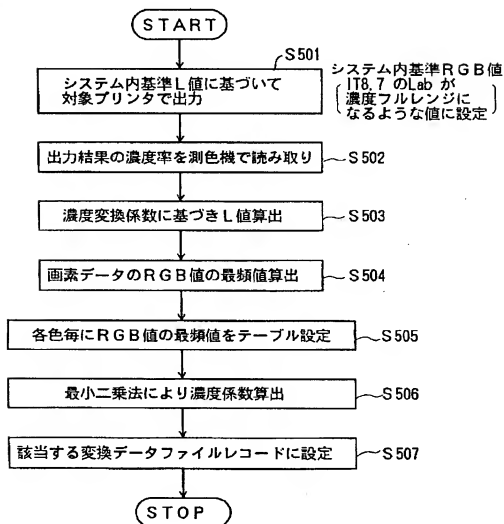 START
S501
システム内基準L値に基づいて
対象プリンタで出力
システム内基準RGB値
IT8.7 のLab が
濃度フルレンジに
なるような値に設定
出力結果の濃度率を測色機で読み取り
S502
濃度変換係数に基づきL値算出
S503
画素データのRGB値の最頻値算出
S504
各色毎にRGB値の最頻値をテーブル設定
S505
最小二乗法により濃度係数算出
S506
該当する変換データファイルレコードに設定
S507
STOP